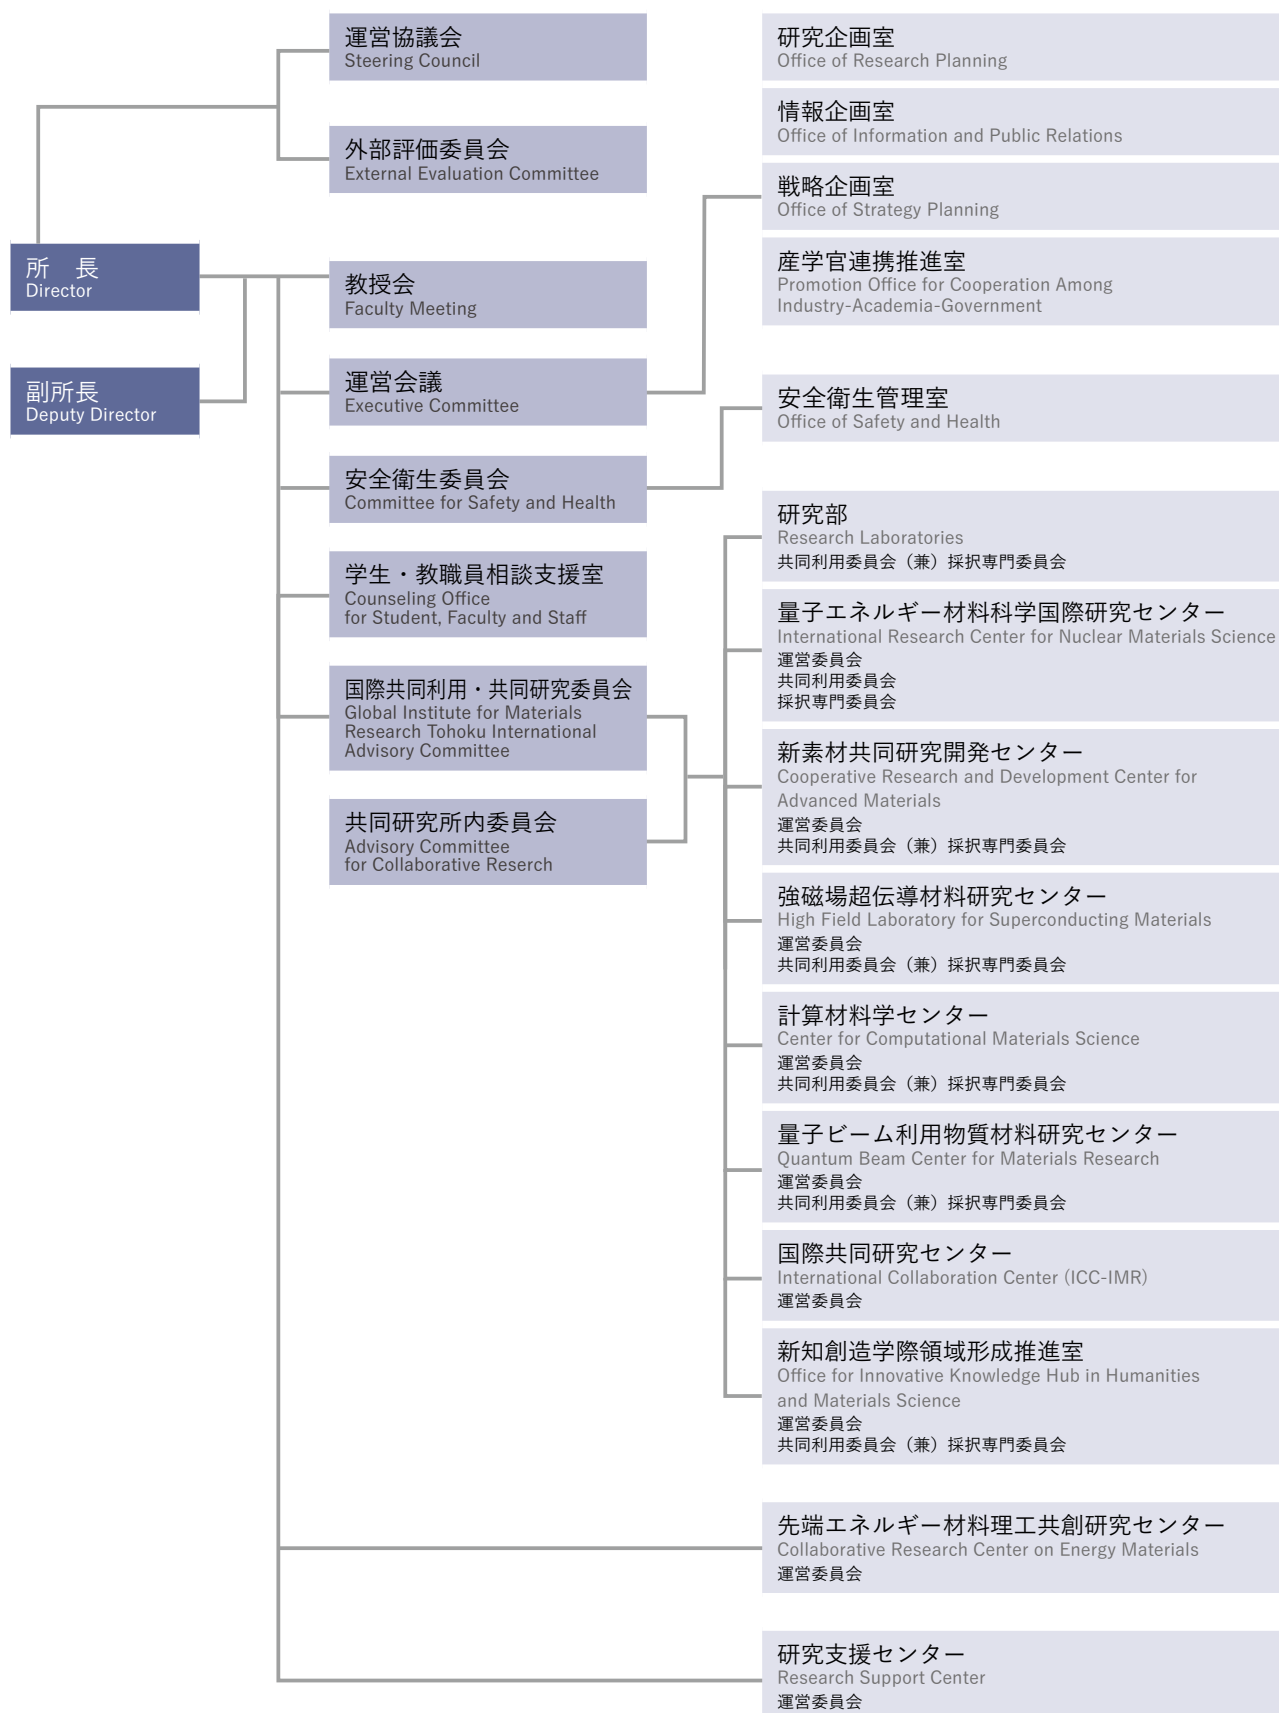 運営協議会
Steering Council
外部評価委員会
External Evaluation Committee
所　長
Director
副所長
Deputy Director
教授会
Faculty Meeting
運営会議
Executive Committee
安全衛生委員会
Committee for Safety and Health
学生・教職員相談支援室
Counseling Office
for Student, Faculty and Staff
国際共同利用・共同研究委員会
Global Institute for Materials
Research Tohoku International
Advisory Committee
共同研究所内委員会
Advisory Committee
for Collaborative Reserch
研究企画室
Office of Research Planning
情報企画室
Office of Information and Public Relations
戦略企画室
Office of Strategy Planning
産学官連携推進室
Promotion Office for Cooperation Among
Industry-Academia-Government
安全衛生管理室
Office of Safety and Health
研究部
Research Laboratories
共同利用委員会（兼）採択専門委員会
量子エネルギー材料科学国際研究センター
International Research Center for Nuclear Materials Science
運営委員会
共同利用委員会
採択専門委員会
新素材共同研究開発センター
Cooperative Research and Development Center for
Advanced Materials
運営委員会
共同利用委員会（兼）採択専門委員会
強磁場超伝導材料研究センター
High Field Laboratory for Superconducting Materials
運営委員会
共同利用委員会（兼）採択専門委員会
計算材料学センター
Center for Computational Materials Science
運営委員会
共同利用委員会（兼）採択専門委員会
量子ビーム利用物質材料研究センター
Quantum Beam Center for Materials Research
運営委員会
共同利用委員会（兼）採択専門委員会
国際共同研究センター
International Collaboration Center (ICC-IMR)
運営委員会
新知創造学際領域形成推進室
Office for Innovative Knowledge Hub in Humanities
and Materials Science
運営委員会
共同利用委員会（兼）採択専門委員会
先端エネルギー材料理工共創研究センター
Collaborative Research Center on Energy Materials
運営委員会
研究支援センター
Research Support Center
運営委員会